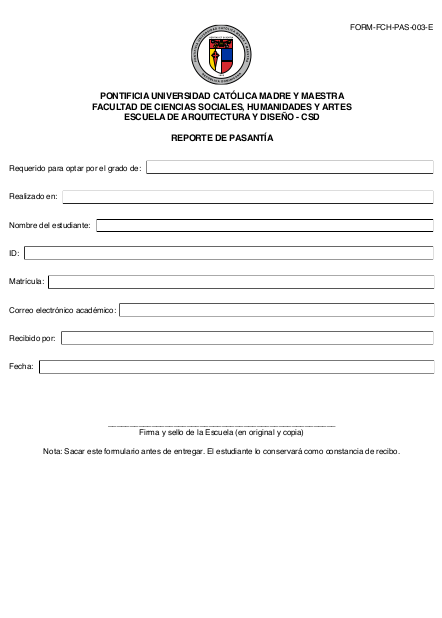 FORM-FCH-PAS-003-E
PONTIFICIA UNIVERSIDAD CATÓLICA MADRE Y MAESTRA
FACULTAD DE CIENCIAS SOCIALES, HUMANIDADES Y ARTES
ESCUELA DE ARQUITECTURA Y DISEÑO - CSD
REPORTE DE PASANTÍA
Requerido para optar por el grado de:
Realizado en:
Nombre del estudiante:
ID:
Matricula:
Correo electrónico académico:
Recibido por:
Fecha:
Firma y sello de la Escuela (en original y copia)
Nota: Sacar este formulario antes de entregar. El estudiante lo conservará como constancia de recibo.